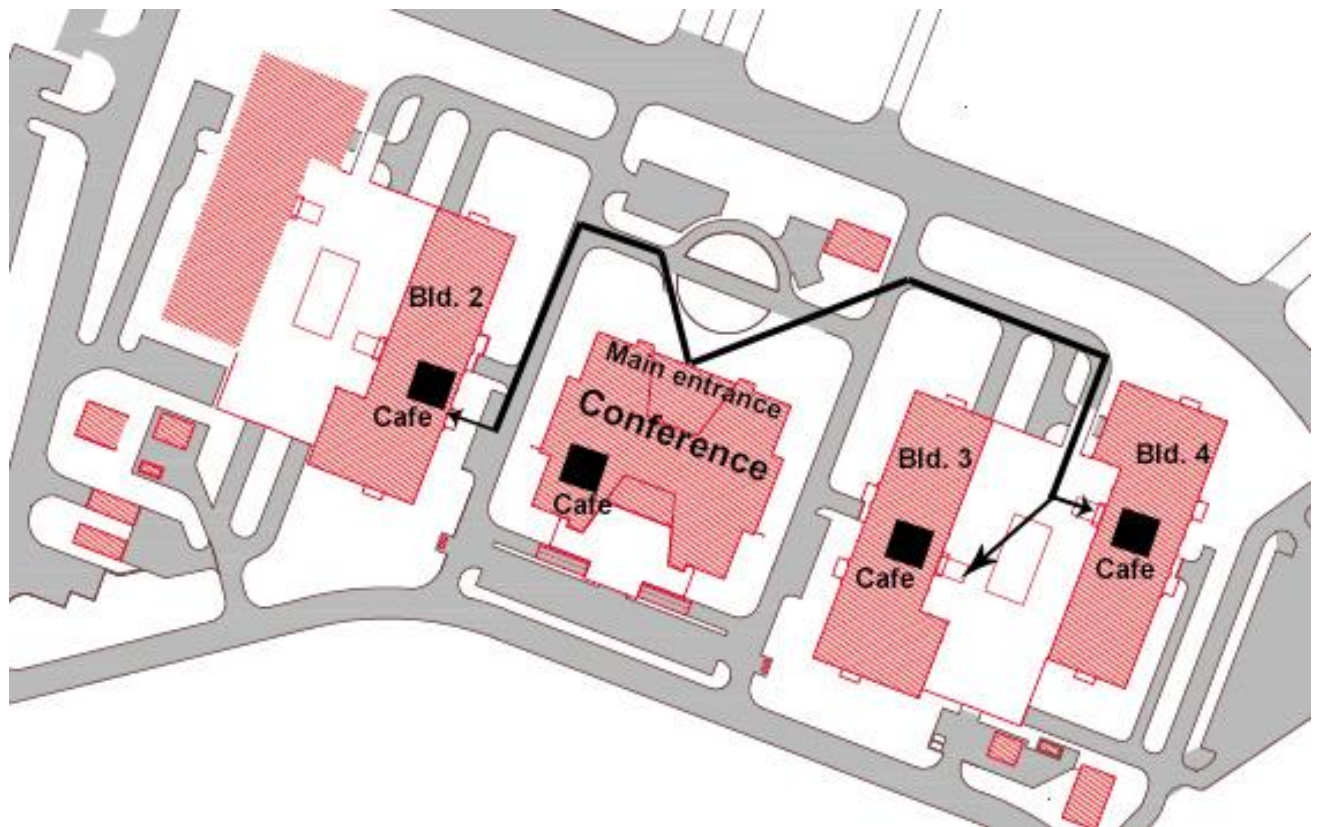 Bld. 2
Cafe
Main entrance
Conference
Cafe
Bld. 3
Cafe
Bld. 4
Cafe